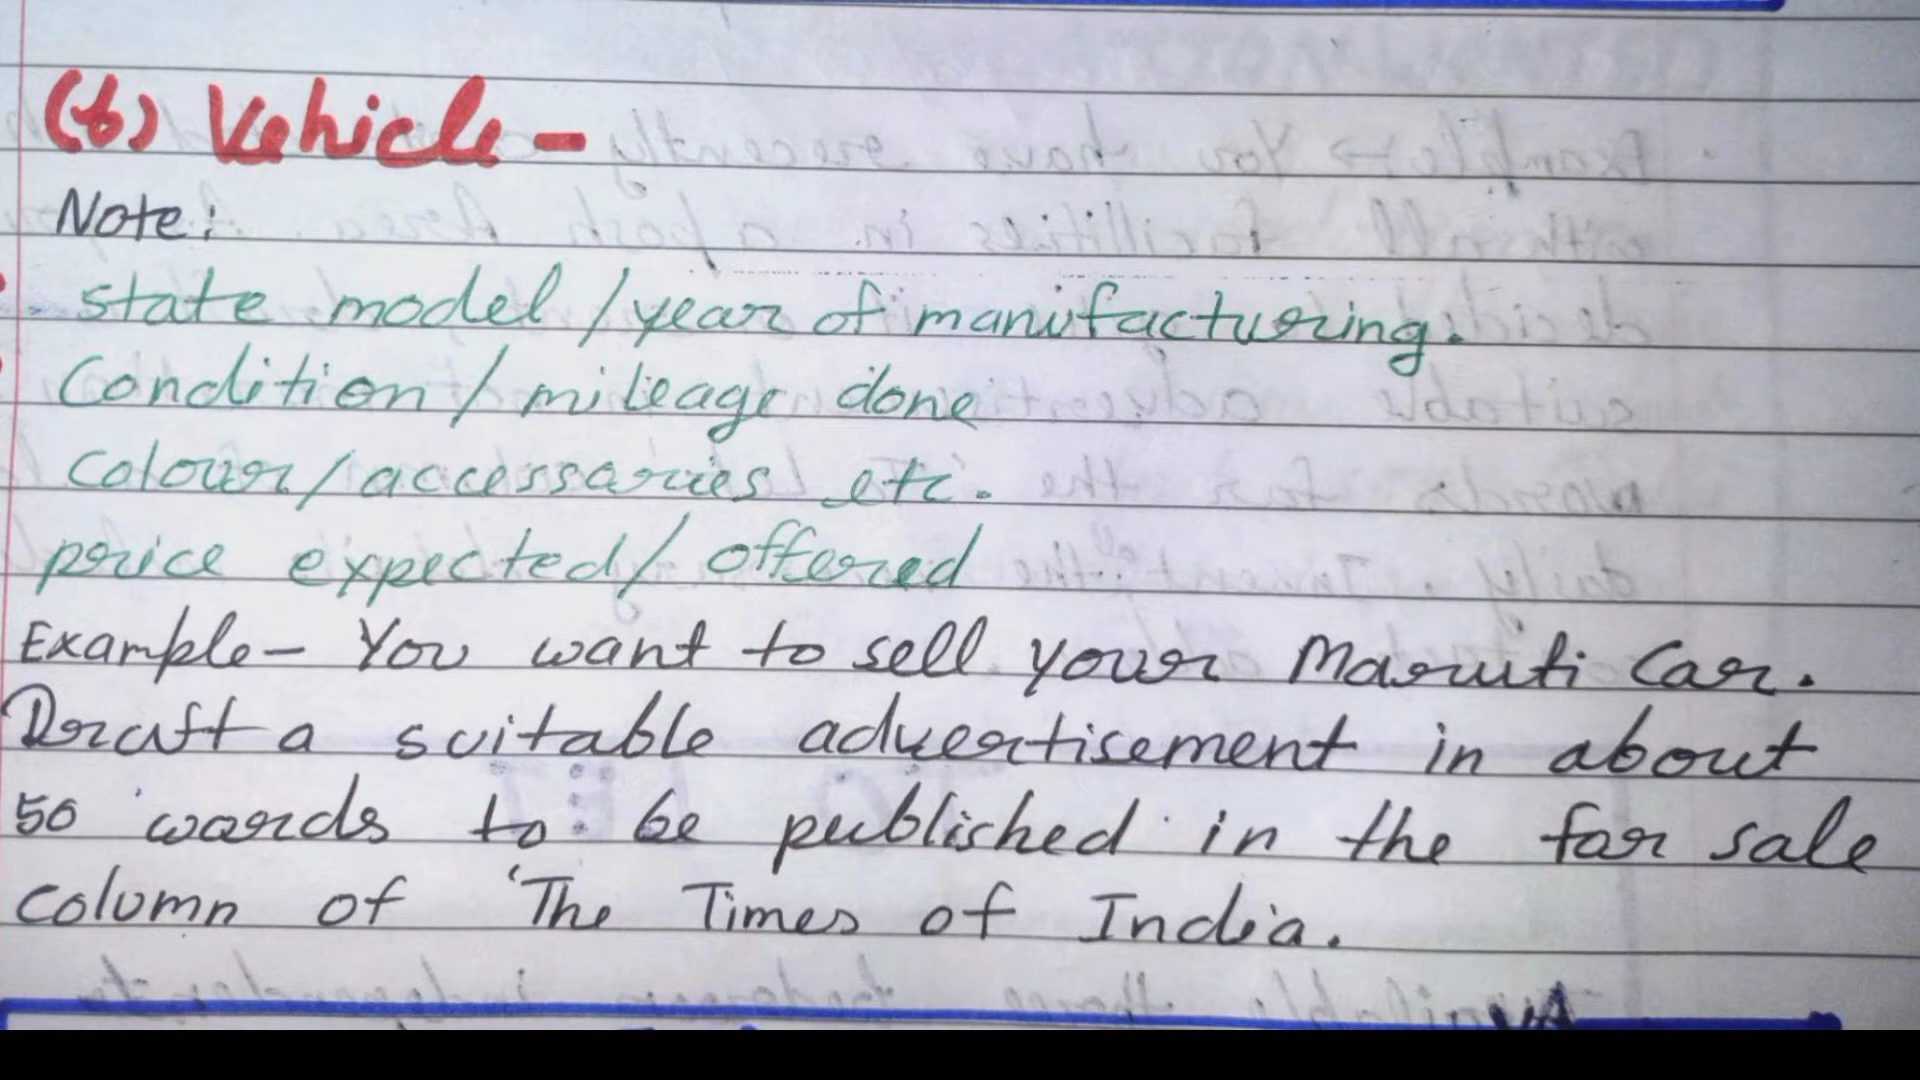 (b) Vehicle-
Note:
state model / year of manufacturing.
Condition / mileage done
Colour / accessaries etc.
price expected / offered
Example- You want to sell your Maruti Car.
Draft a suitable advertisement in about
50 words to be published in the for sale
column of 'The Times of India.